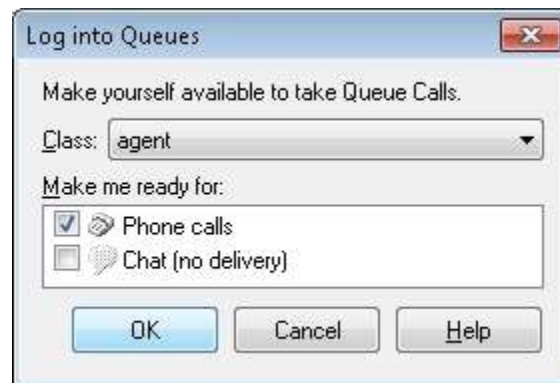 Log into Queues
Make yourself available to take Queue Calls.
Class: agent
Make me ready for:
Phone calls
Chat (no delivery)
OK Cancel Help